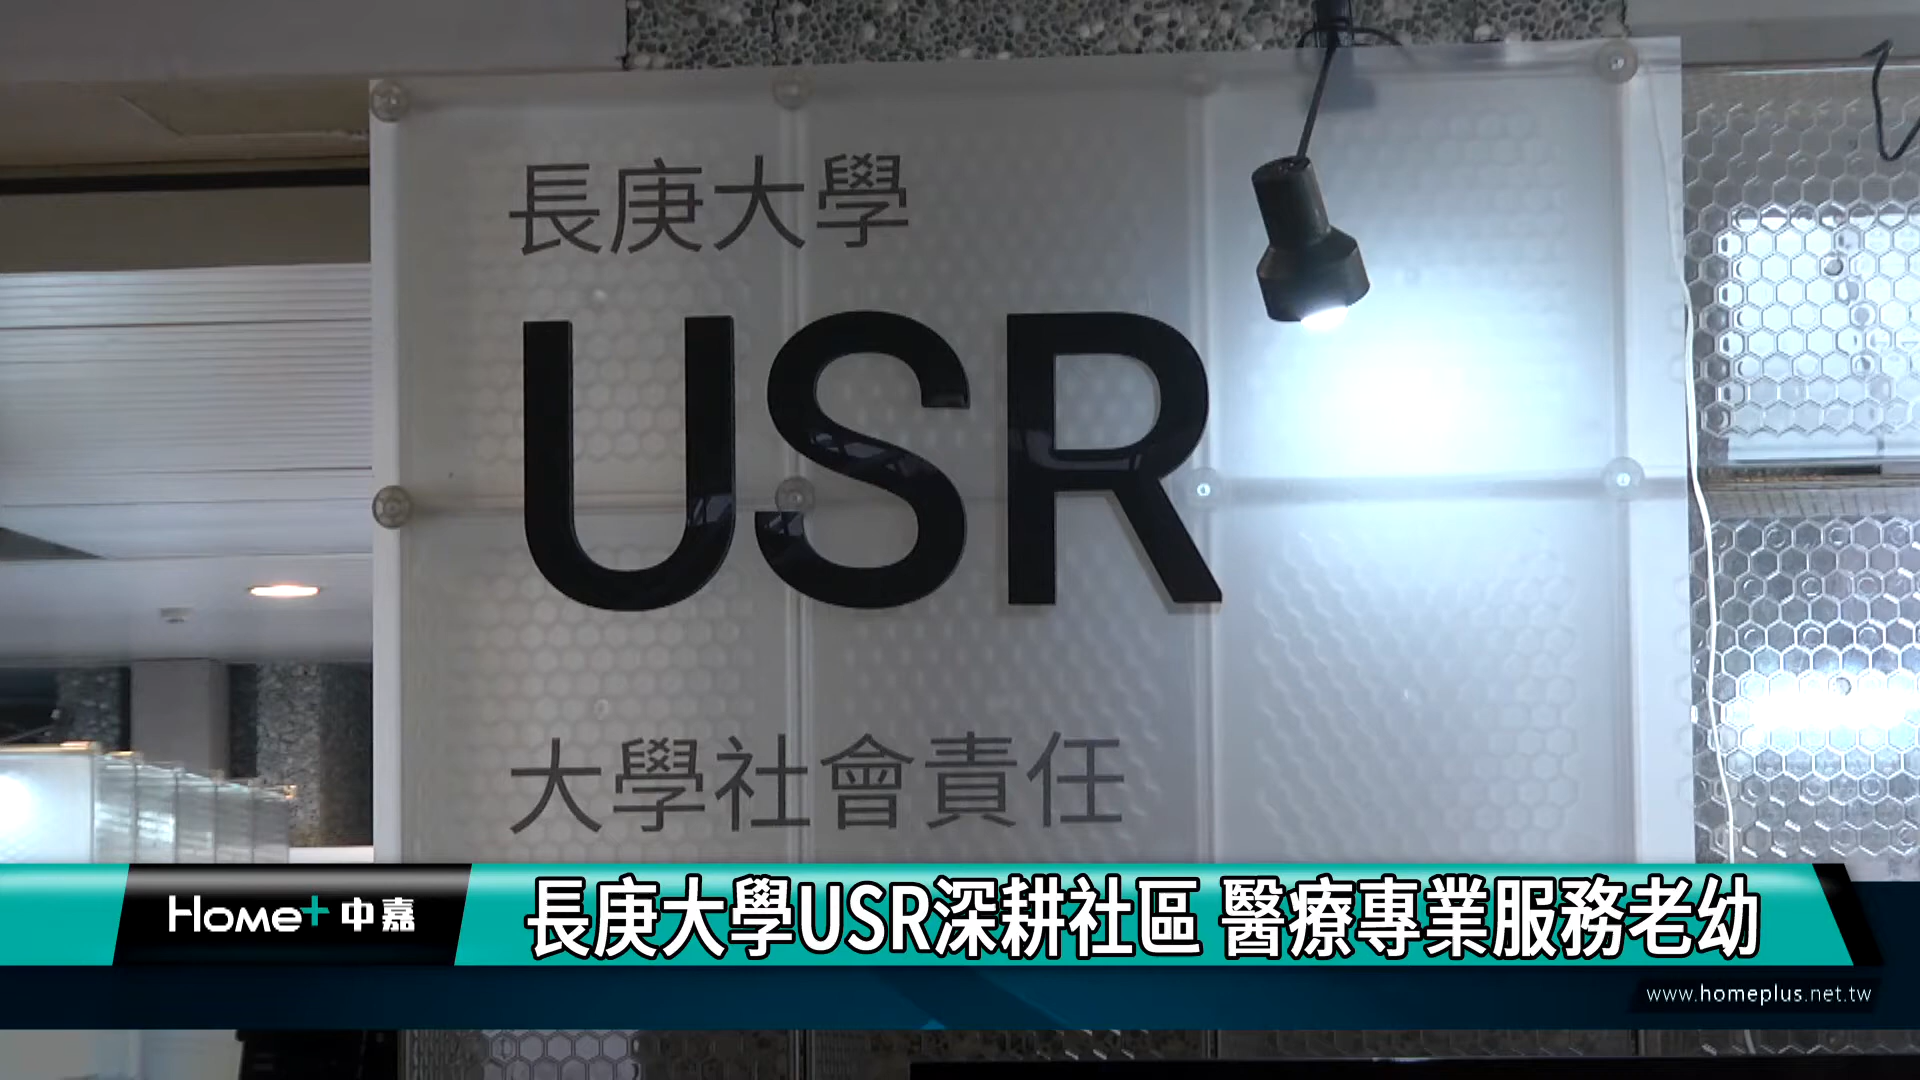 長庚大學
USR
大學社會責任
Home+ 中嘉
長庚大學USR深耕社區 醫療專業服務老幼
www.homeplus.net.tw